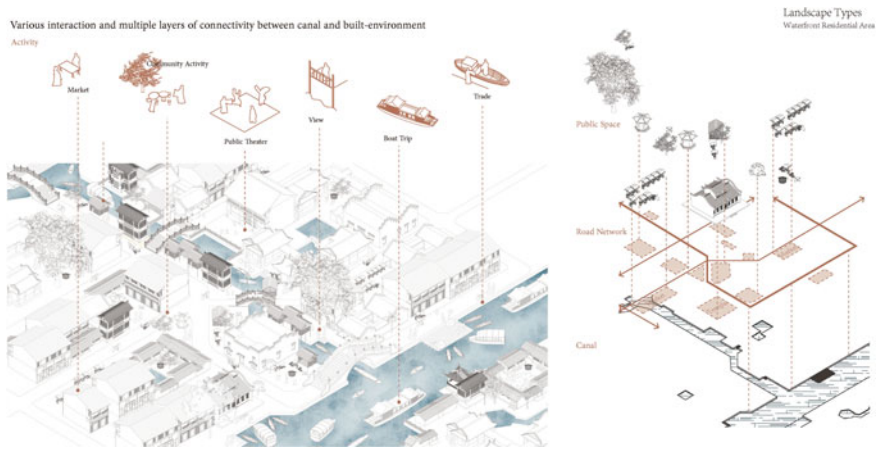 Various interaction and multiple layers of connectivity between canal and built-environment
Activity
Market
Community Activity
Public Theater
View
Boat Trip
Trade
Landscape Types
Waterfront Residential Area
Public Space
Road Network
Canal